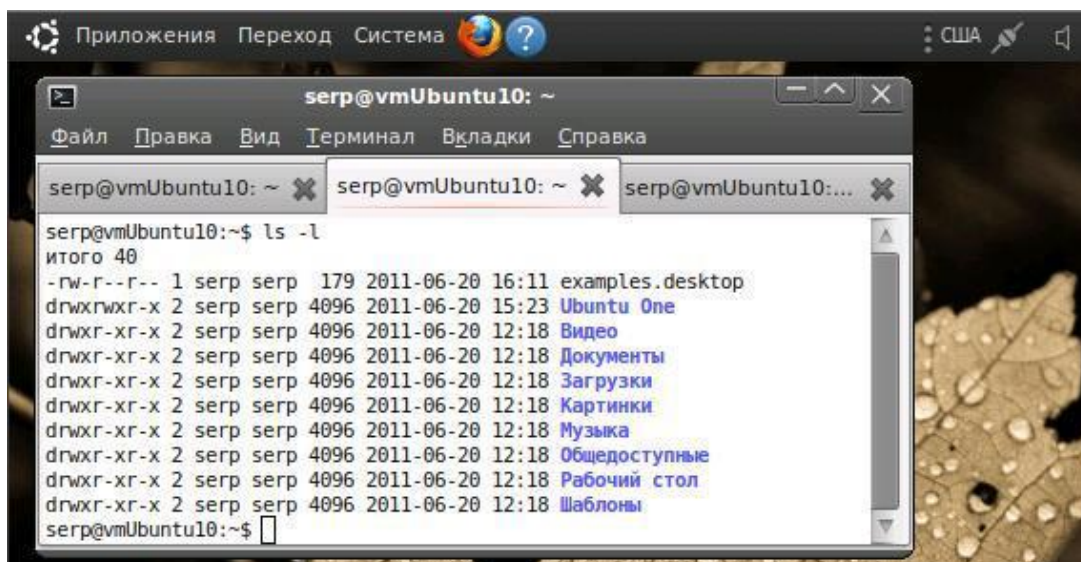 Приложения Переход Система США
serp@vmUbuntu10: ~
Файл Правка Вид Терминал Вкладки Справка
serp@vmUbuntu10: ~ serp@vmUbuntu10: ~ serp@vmUbuntu10:...
serp@vmUbuntu10:~$ ls -l
итого 40
-rw-r--r-- 1 serp serp 179 2011-06-20 16:11 examples.desktop
drwxrwxr-x 2 serp serp 4096 2011-06-20 15:23 Ubuntu One
drwxr-xr-x 2 serp serp 4096 2011-06-20 12:18 Видео
drwxr-xr-x 2 serp serp 4096 2011-06-20 12:18 Документы
drwxr-xr-x 2 serp serp 4096 2011-06-20 12:18 Загрузки
drwxr-xr-x 2 serp serp 4096 2011-06-20 12:18 Картинки
drwxr-xr-x 2 serp serp 4096 2011-06-20 12:18 Музыка
drwxr-xr-x 2 serp serp 4096 2011-06-20 12:18 Общедоступные
drwxr-xr-x 2 serp serp 4096 2011-06-20 12:18 Рабочий стол
drwxr-xr-x 2 serp serp 4096 2011-06-20 12:18 Шаблоны
serp@vmUbuntu10:~$